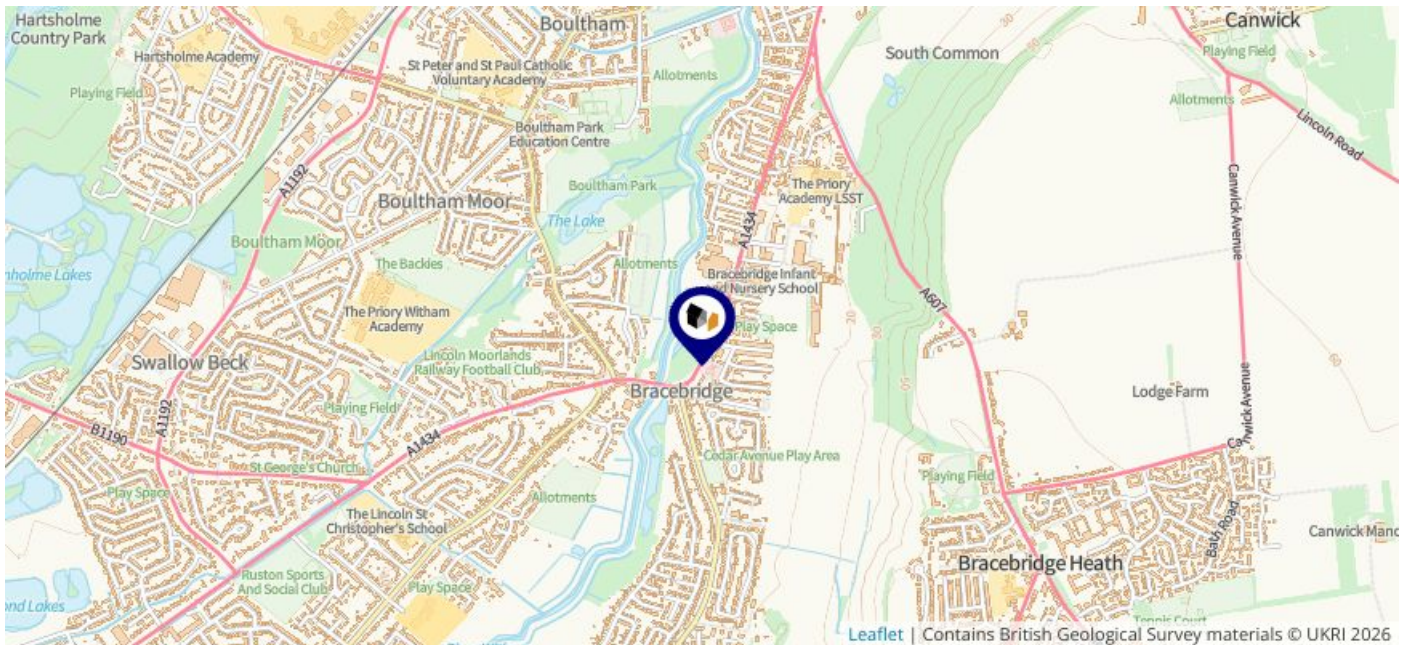 Hartsholme
Country Park
Boultham
Canwick
Hartsholme Academy
St Peter and St Paul Catholic
Voluntary Academy
Allotments
South Common
Playing Field
Playing Field
Allotments
Lincoln Road
Boultham Park
Education Centre
A1192
Boultham Park
The Priory
Academy LSST
Canwick Avenue
Boultham Moor
The Lake
A1434
Boultham Moor
The Backies
Allotments
nholme Lakes
Bracebridge Infant
nd Nursery School
A607
The Priory Witham
Academy
Play Space
Swallow Beck
Lincoln Moorlands
Railway Football Club
Bracebridge
Lodge Farm
A1192
Playing Field
B1190
A1434
Ca
nwick Avenue
St George's Church
Cedar Avenue Play Area
Playing Field
Play Space
Allotments
The Lincoln St
Christopher's School
Bath Road
Canwick Mano
Bracebridge Heath
Ruston Sports
And Social Club
Play Space
ond Lakes
Tennis Court
Leaflet | Contains British Geological Survey materials © UKRI 2026